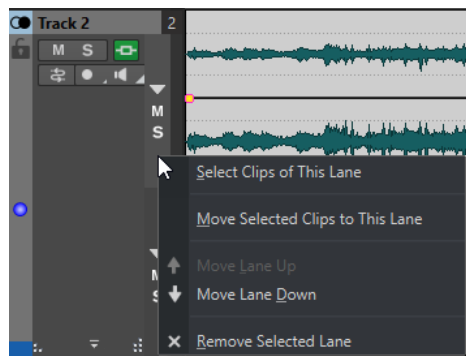 Track 2
2
M S
M
S
Select Clips of This Lane
Move Selected Clips to This Lane
Move Lane Up
Move Lane Down
Remove Selected Lane